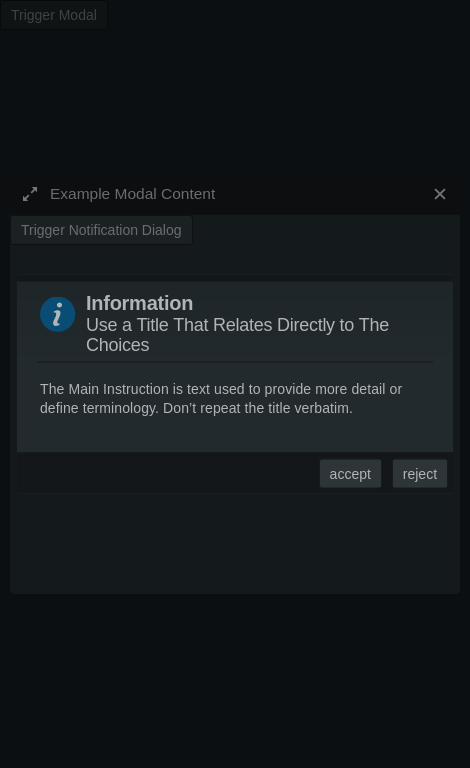 Trigger Modal
Example Modal Content
Trigger Notification Dialog
Information
Use a Title That Relates Directly to The
Choices
The Main Instruction is text used to provide more detail or
define terminology. Don’t repeat the title verbatim.
accept
reject